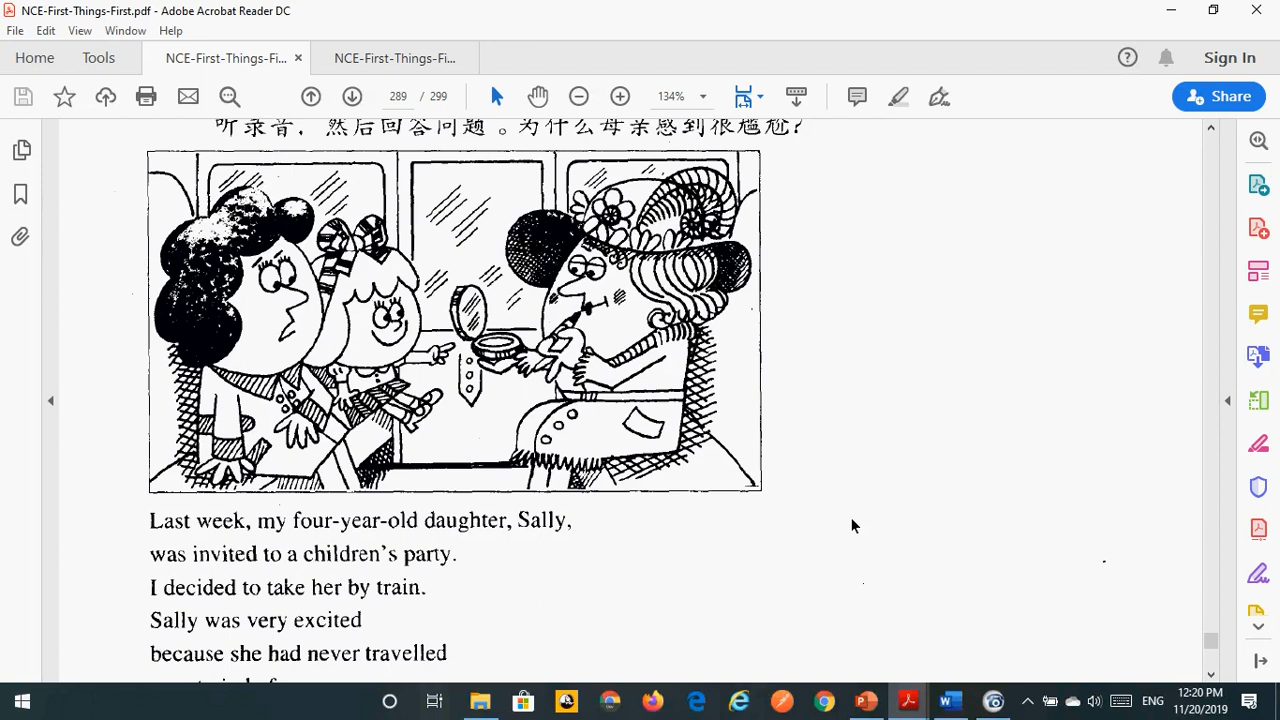 NCE-First-Things-First.pdf - Adobe Acrobat Reader DC
File Edit View Window Help
Home Tools NCE-First-Things-Fi... × NCE-First-Things-Fi... Sign In
289 / 299 134% Share
听录音，然后回答问题。为什么母亲感到很尴尬？
Last week, my four-year-old daughter, Sally,
was invited to a children's party.
I decided to take her by train.
Sally was very excited
because she had never travelled
ENG 12:20 PM
11/20/2019